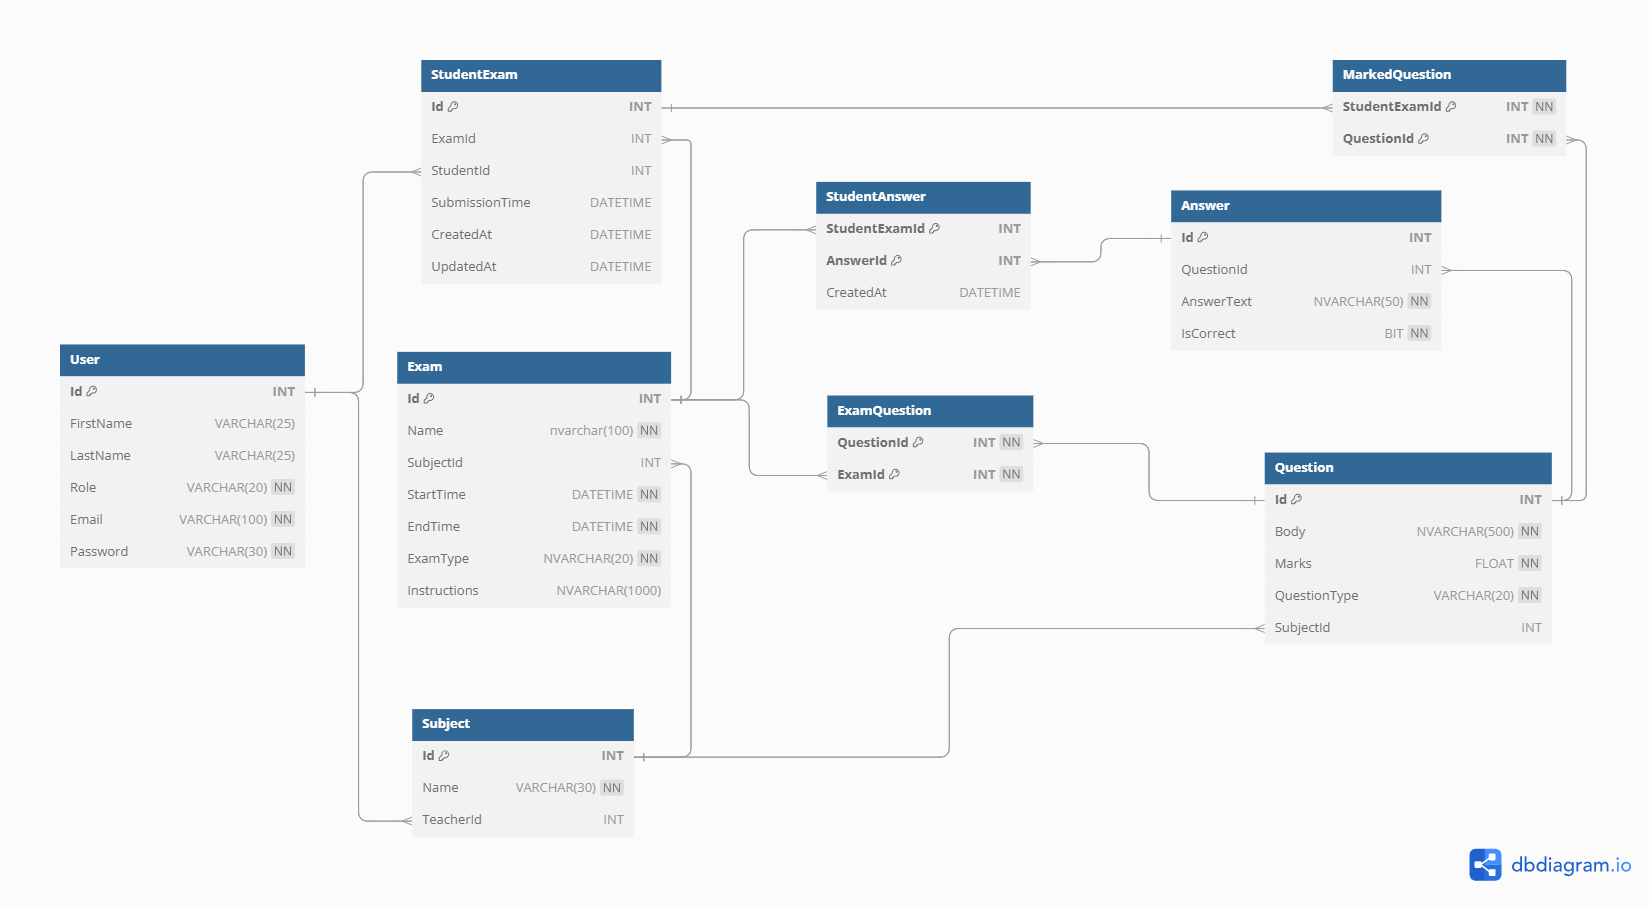 StudentExam
Id INT
ExamId INT
StudentId INT
SubmissionTime DATETIME
CreatedAt DATETIME
UpdatedAt DATETIME
MarkedQuestion
StudentExamId INT NN
QuestionId INT NN
StudentAnswer
StudentExamId INT
AnswerId INT
CreatedAt DATETIME
Answer
Id INT
QuestionId INT
AnswerText NVARCHAR(50) NN
IsCorrect BIT NN
User
Id INT
FirstName VARCHAR(25)
LastName VARCHAR(25)
Role VARCHAR(20) NN
Email VARCHAR(100) NN
Password VARCHAR(30) NN
Exam
Id INT
Name nvarchar(100) NN
SubjectId INT
StartTime DATETIME NN
EndTime DATETIME NN
ExamType NVARCHAR(20) NN
Instructions NVARCHAR(1000)
ExamQuestion
QuestionId INT NN
ExamId INT NN
Question
Id INT
Body NVARCHAR(500) NN
Marks FLOAT NN
QuestionType VARCHAR(20) NN
SubjectId INT
Subject
Id INT
Name VARCHAR(30) NN
TeacherId INT
dbdiagram.io